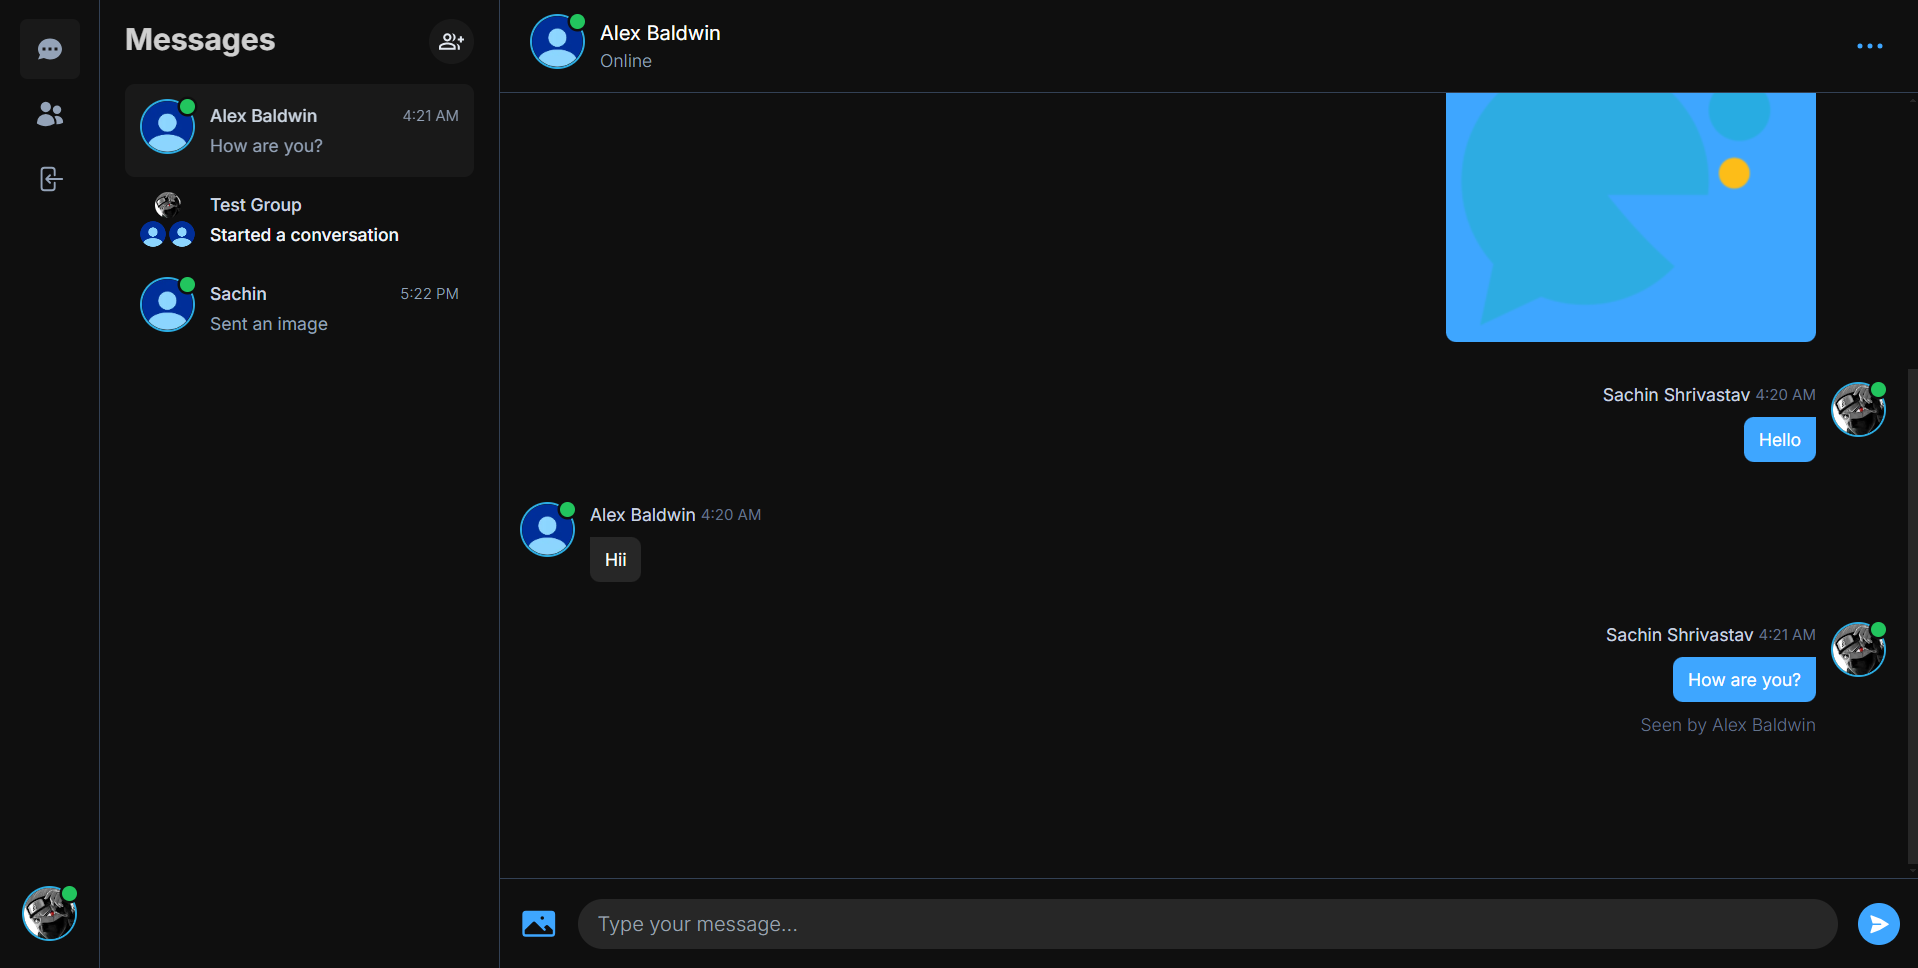 Messages
Alex Baldwin 4:21 AM
How are you?
Test Group
Started a conversation
Sachin 5:22 PM
Sent an image
Alex Baldwin
Online
Sachin Shrivastav 4:20 AM
Hello
Alex Baldwin 4:20 AM
Hii
Sachin Shrivastav 4:21 AM
How are you?
Seen by Alex Baldwin
Type your message...